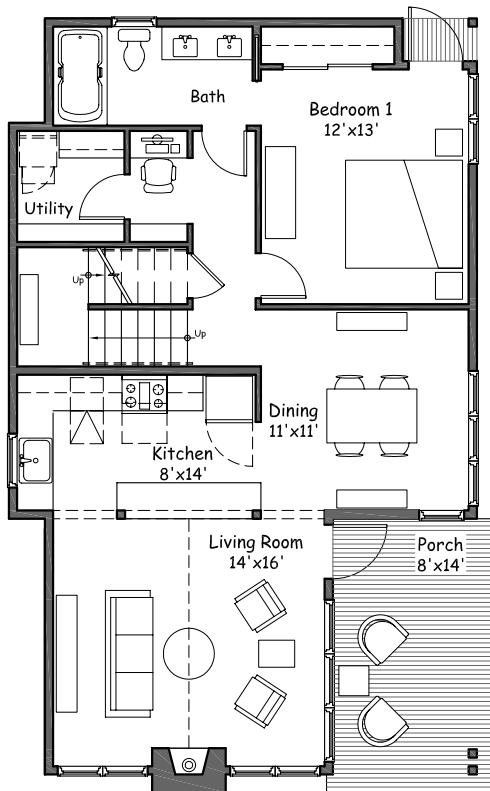 Bath
Bedroom 1
12'x13'
Utility
Up
Up
Dining
11'x11'
Kitchen
8'x14'
Living Room
14'x16'
Porch
8'x14'